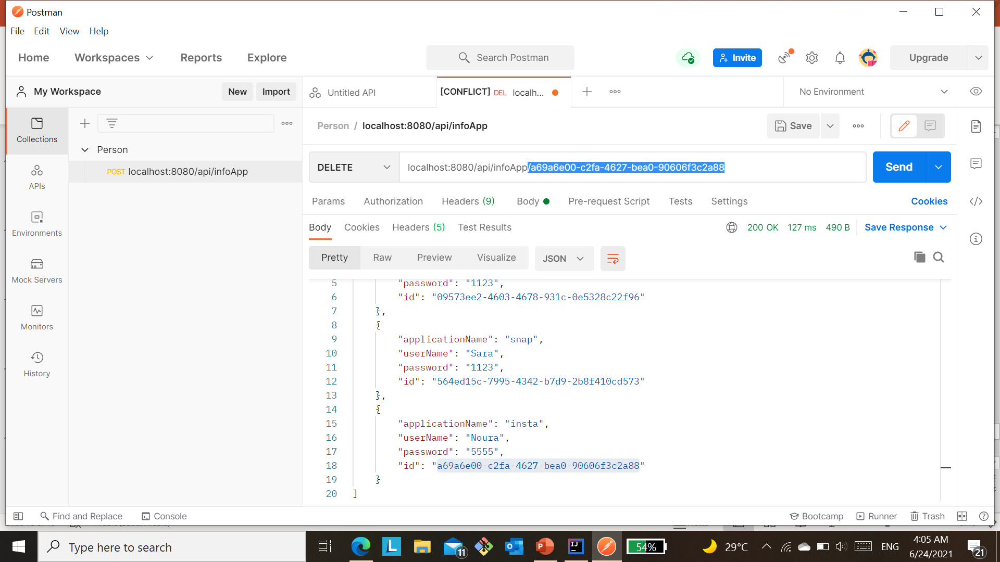 Postman
File Edit View Help
Home Workspaces Reports Explore Search Postman Invite Upgrade
My Workspace New Import Untitled API [CONFLICT] DEL localh... No Environment
Person / localhost:8080/api/infoApp Save
Collections
Person
POST localhost:8080/api/infoApp
DELETE localhost:8080/api/infoApp/a69a6e00-c2fa-4627-bea0-90606f3c2a88 Send
APIs
Params Authorization Headers (9) Body Pre-request Script Tests Settings Cookies
Environments
Body Cookies Headers (5) Test Results 200 OK 127 ms 490 B Save Response
Pretty Raw Preview Visualize JSON
Mock Servers
Monitors
History
5 "password": "1123",
6 "id": "09573ee2-4603-4678-931c-0e5328c22f96"
7 },
8 {
9 "applicationName": "snap",
10 "userName": "Sara",
11 "password": "1123",
12 "id": "564ed15c-7995-4342-b7d9-2b8f410cd573"
13 },
14 {
15 "applicationName": "insta",
16 "userName": "Noura",
17 "password": "5555",
18 "id": "a69a6e00-c2fa-4627-bea0-90606f3c2a88"
19 }
20 ]
Find and Replace Console Bootcamp Runner Trash
Type here to search 11 54% 29°C ENG 4:05 AM 21
6/24/2021